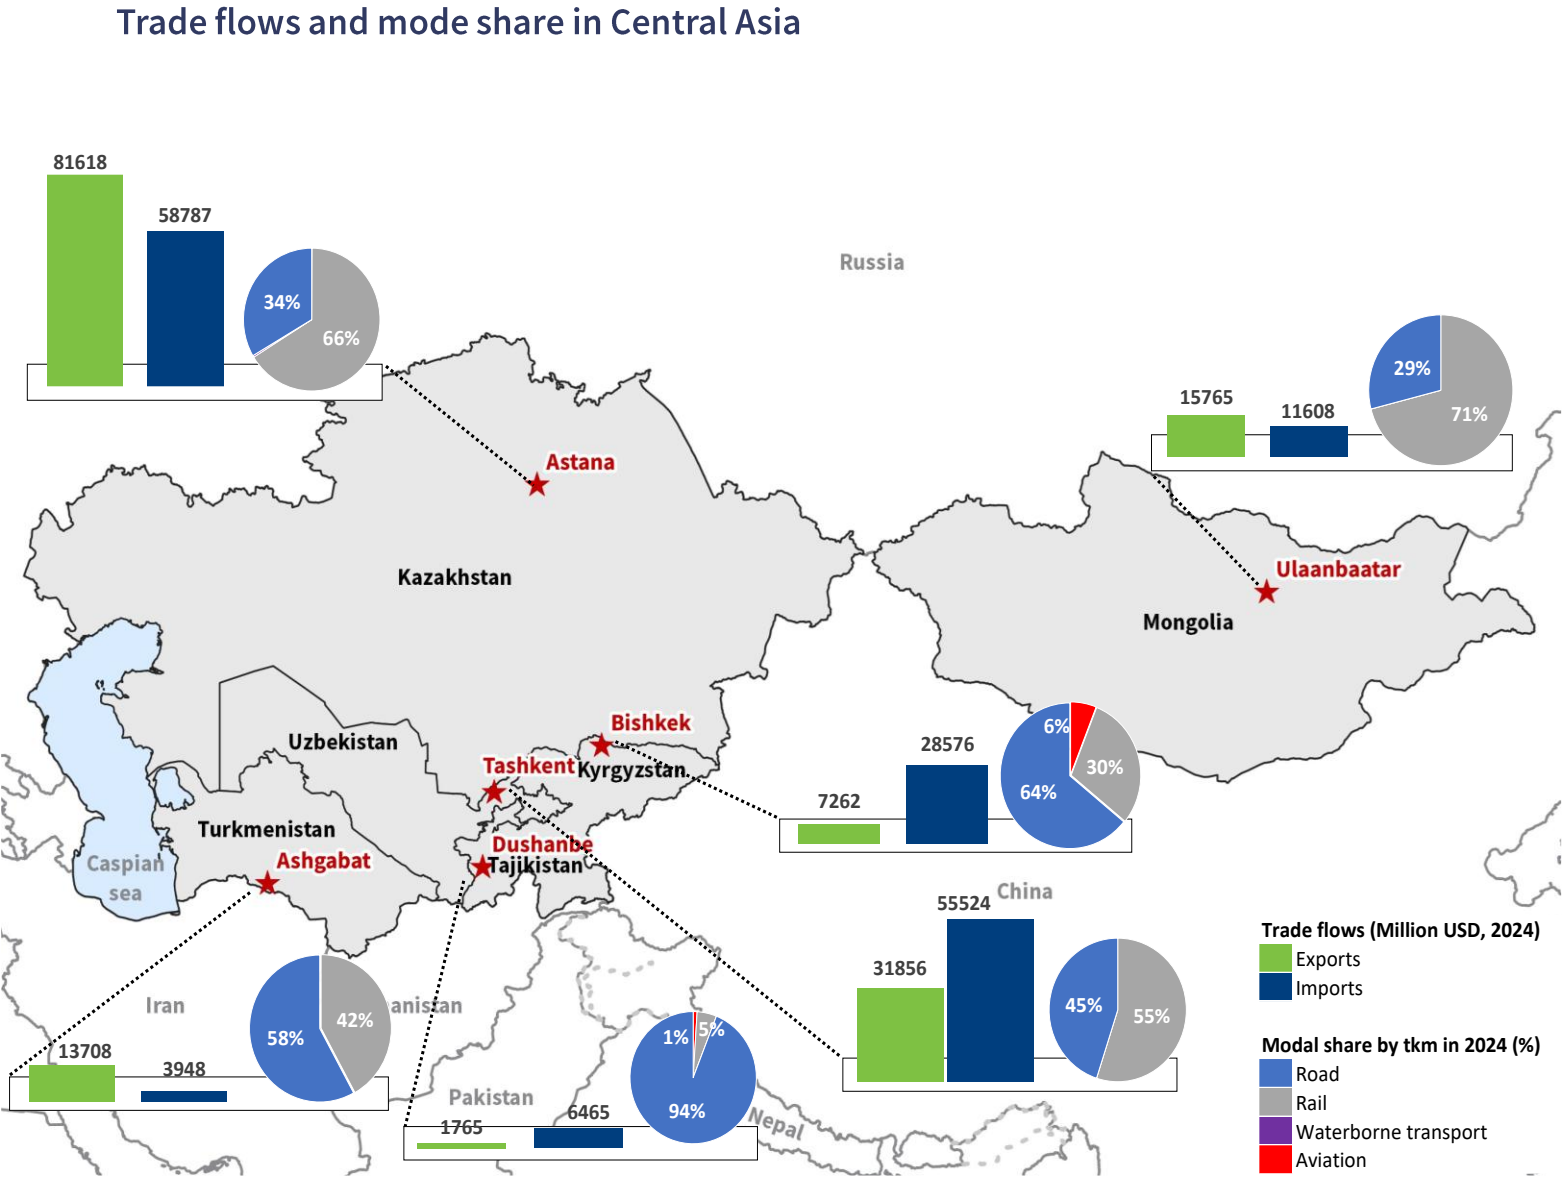 Trade flows and mode share in Central Asia
81618
58787
34%
66%
Russia
29%
71%
15765
11608
Astana
Kazakhstan
Ulaanbaatar
Mongolia
Bishkek
Uzbekistan
Tashkent
Kyrgyzstan
6%
30%
64%
28576
7262
Turkmenistan
Ashgabat
Dushanbe
Tajikistan
Caspian
sea
China
55524
31856
45%
55%
Trade flows (Million USD, 2024)
Exports
Imports
Iran
anistan
58%
42%
13708
3948
1%
5%
94%
Pakistan
Nepal
1765
6465
Modal share by tkm in 2024 (%)
Road
Rail
Waterborne transport
Aviation